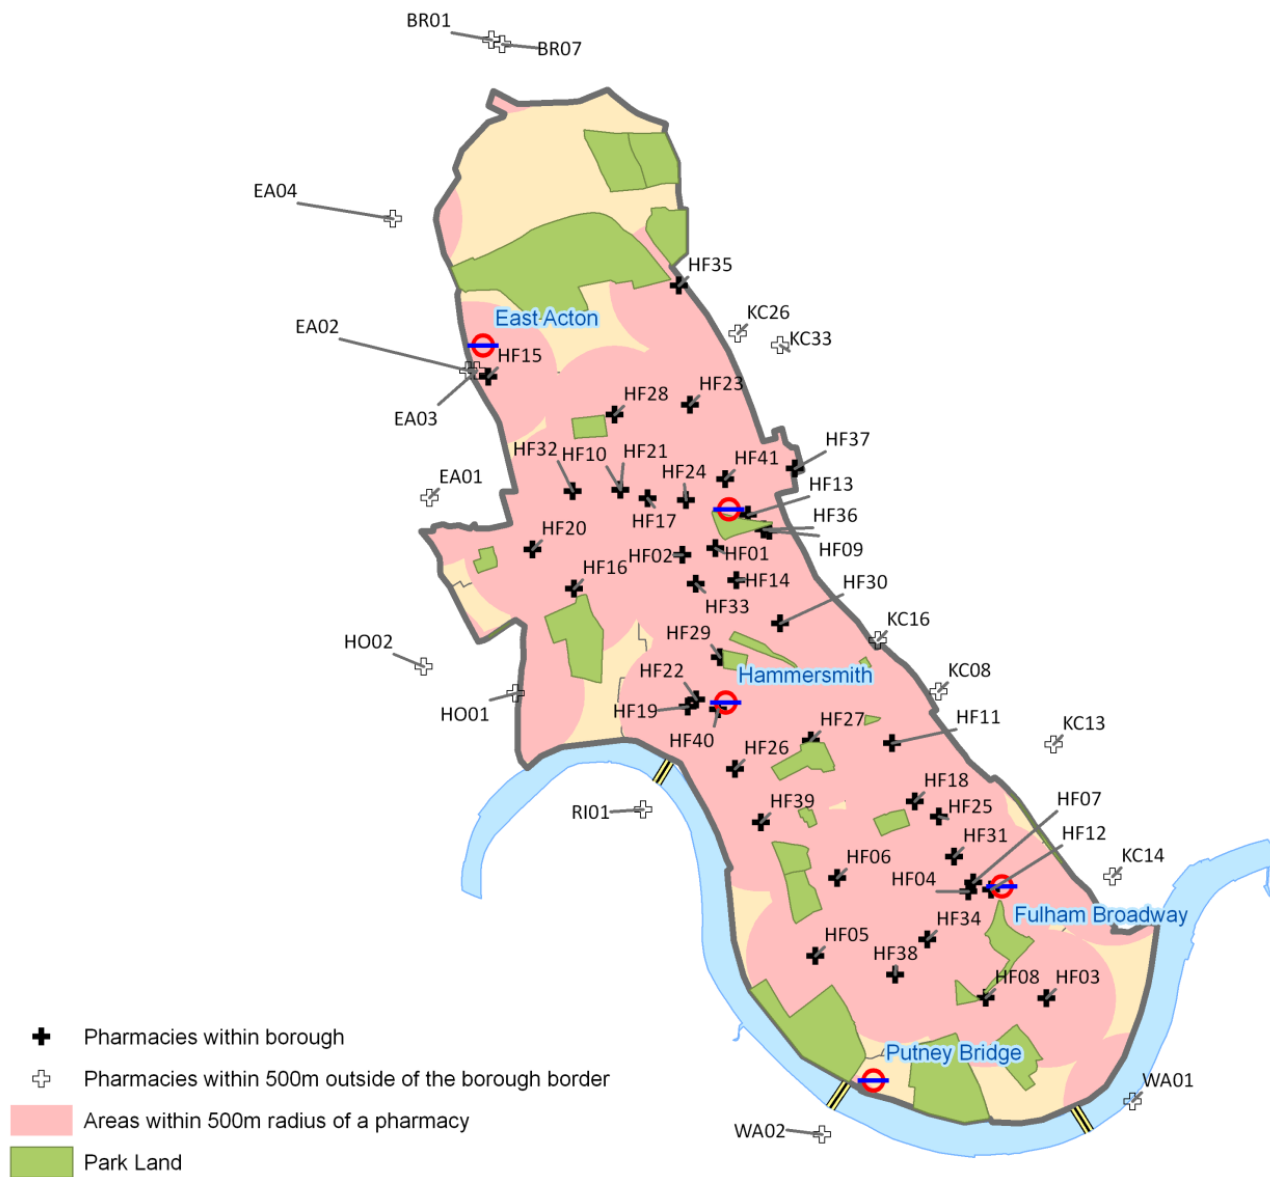 BR01
BR07
EA04
HF35
KC26
East Acton
EA02
KC33
HF15
HF23
HF28
EA03
HF37
HF32
HF10
HF21
HF41
HF24
EA01
HF13
HF17
HF36
HF20
HF02
HF01
HF09
HF16
HF14
HF30
HF33
KC16
HF29
HO02
HF22
Hammersmith
KC08
HO01
HF19
HF27
HF11
KC13
HF40
HF26
HF18
HF07
HF39
HF25
RI01
HF12
HF31
KC14
HF06
HF04
Fulham Broadway
HF34
HF05
HF38
HF08
HF03
Pharmacies within borough
Putney Bridge
Pharmacies within 500m outside of the borough border
WA01
Areas within 500m radius of a pharmacy
WA02
Park Land